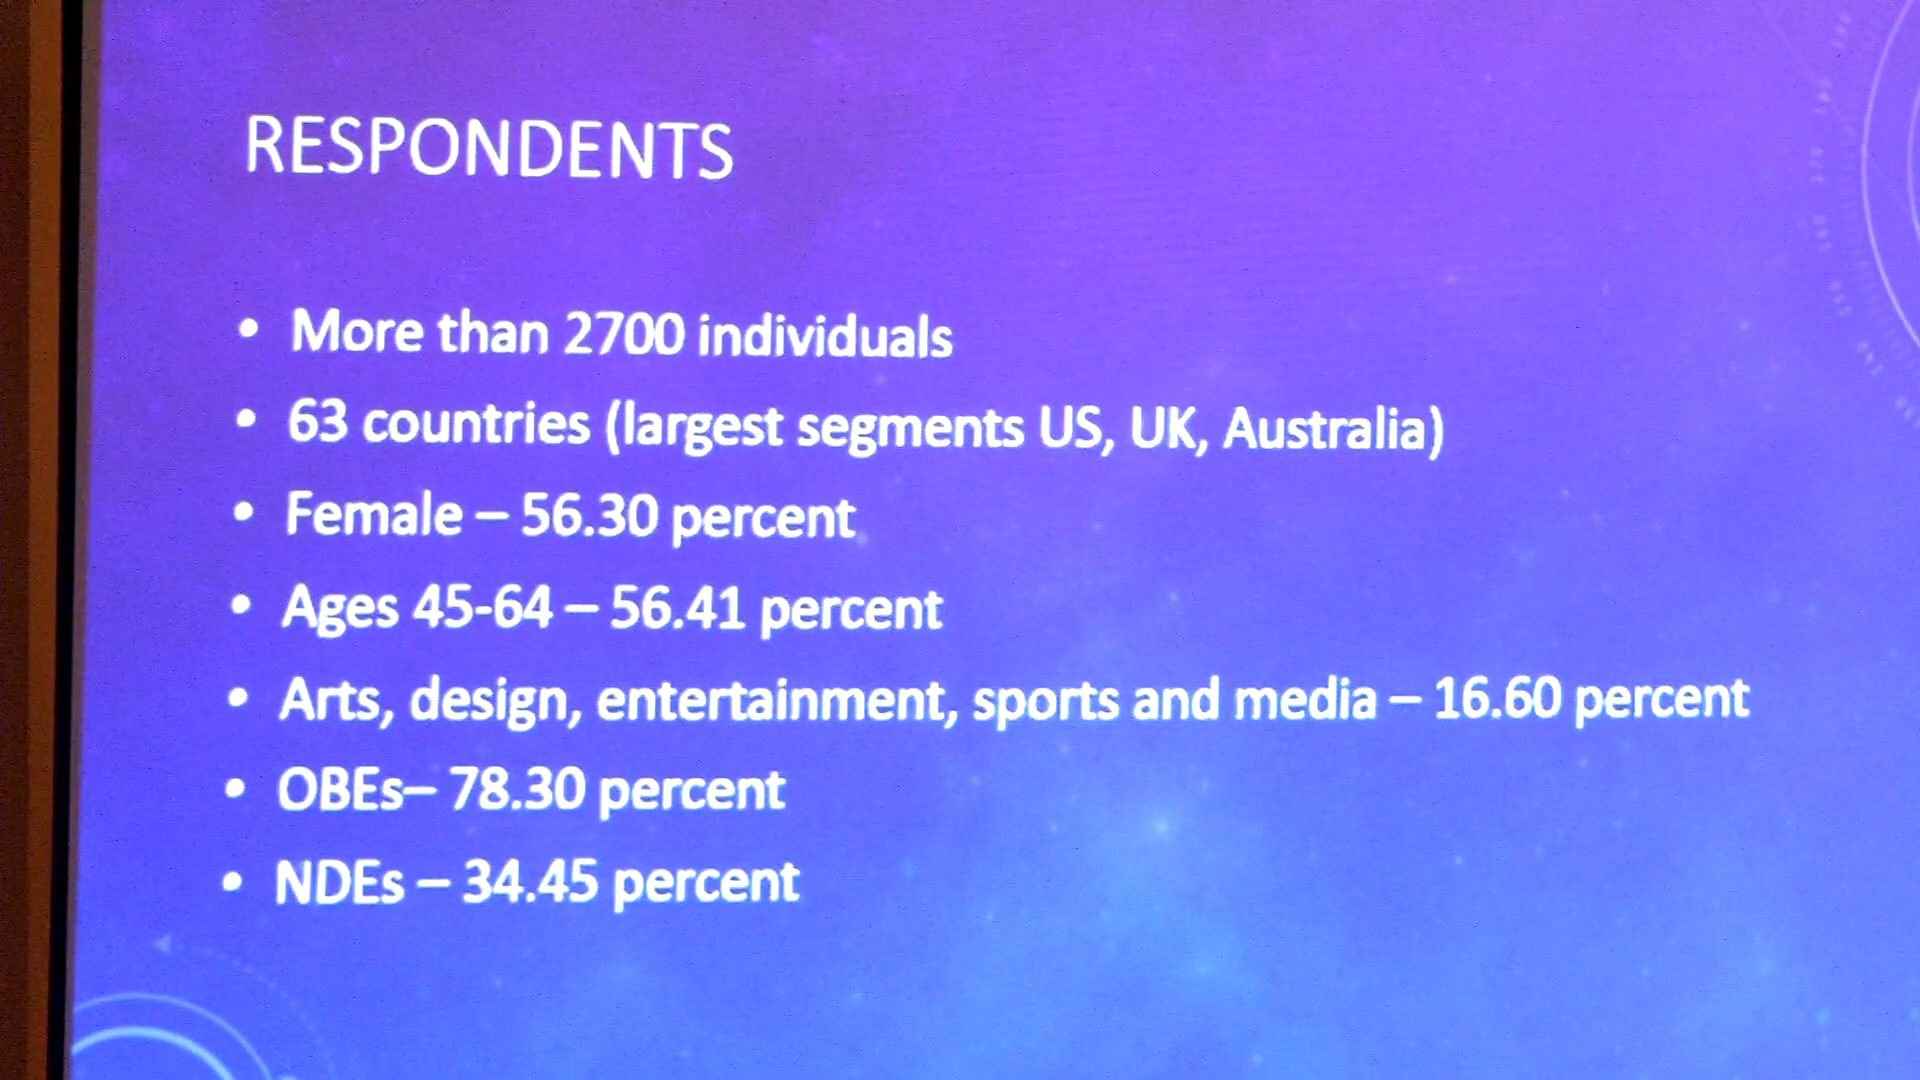 RESPONDENTS
• More than 2700 individuals
• 63 countries (largest segments US, UK, Australia)
• Female – 56.30 percent
• Ages 45-64 – 56.41 percent
• Arts, design, entertainment, sports and media – 16.60 percent
• OBEs– 78.30 percent
• NDEs – 34.45 percent